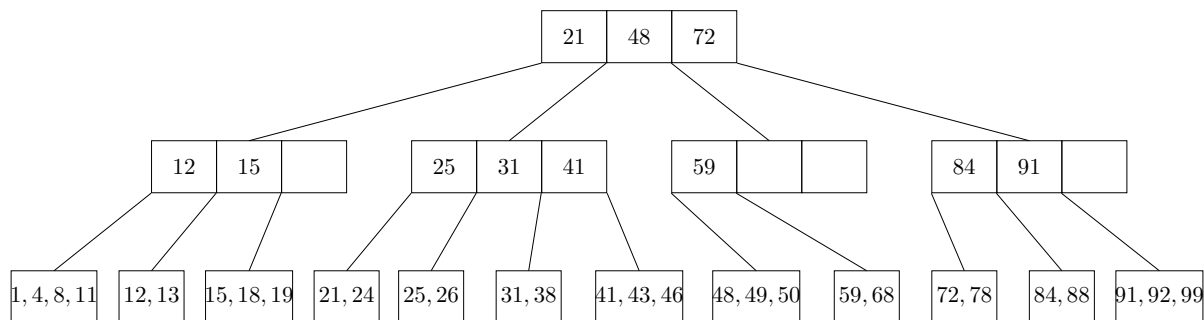 21 48 72
12 15 25 31 41 59 84 91
1, 4, 8, 11 12, 13 15, 18, 19 21, 24 25, 26 31, 38 41, 43, 46 48, 49, 50 59, 68 72, 78 84, 88 91, 92, 99